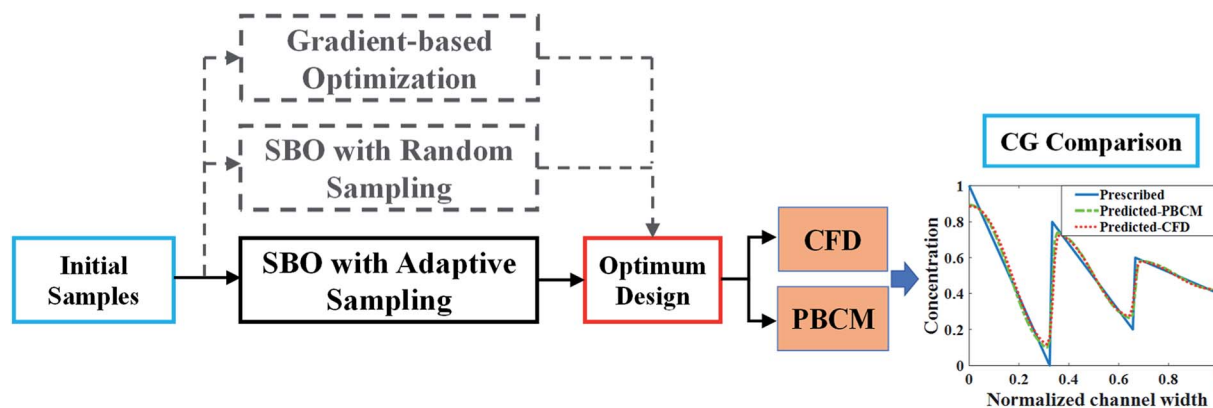 Gradient-based
Optimization
SBO with Random
Sampling
Initial
Samples
SBO with Adaptive
Sampling
Optimum
Design
CFD
PBCM
CG Comparison
Prescribed
Predicted-PBCM
Predicted-CFD
Concentration
1
0.8
0.6
0.4
0.2
0
0 0.2 0.4 0.6 0.8
Normalized channel width